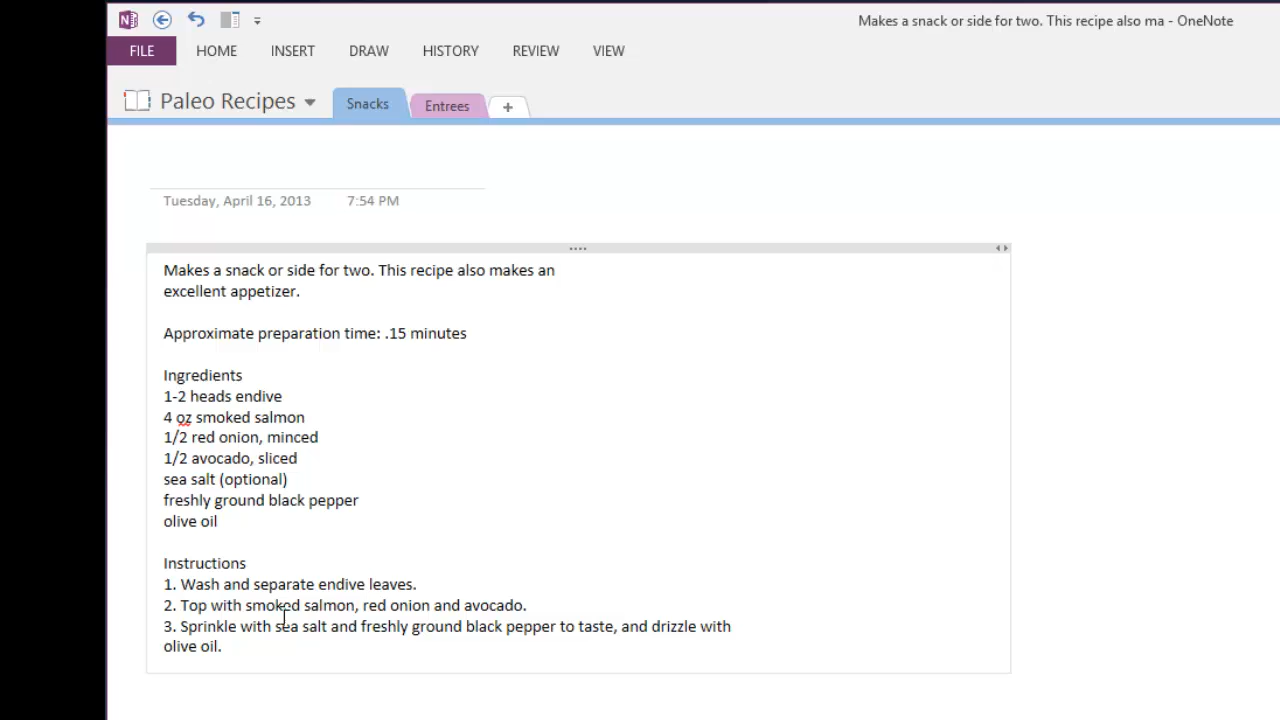 Makes a snack or side for two. This recipe also ma - OneNote
FILE HOME INSERT DRAW HISTORY REVIEW VIEW
Paleo Recipes Snacks Entrees +
Tuesday, April 16, 2013 7:54 PM
Makes a snack or side for two. This recipe also makes an
excellent appetizer.
Approximate preparation time: .15 minutes
Ingredients
1-2 heads endive
4 oz smoked salmon
1/2 red onion, minced
1/2 avocado, sliced
sea salt (optional)
freshly ground black pepper
olive oil
Instructions
1. Wash and separate endive leaves.
2. Top with smoked salmon, red onion and avocado.
3. Sprinkle with sea salt and freshly ground black pepper to taste, and drizzle with
olive oil.